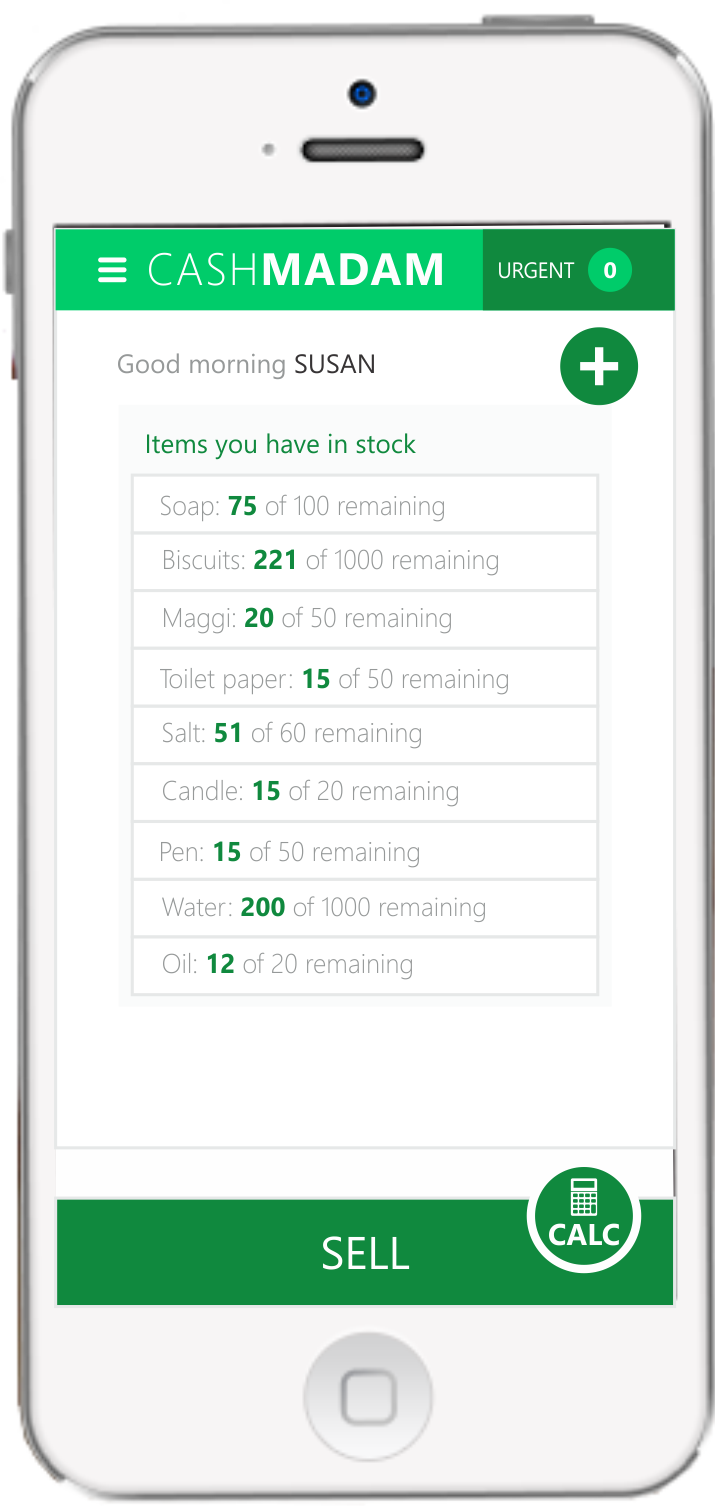 CASHMADAM
URGENT 0
Good morning SUSAN
+
Items you have in stock
Soap: 75 of 100 remaining
Biscuits: 221 of 1000 remaining
Maggi: 20 of 50 remaining
Toilet paper: 15 of 50 remaining
Salt: 51 of 60 remaining
Candle: 15 of 20 remaining
Pen: 15 of 50 remaining
Water: 200 of 1000 remaining
Oil: 12 of 20 remaining
SELL
CALC